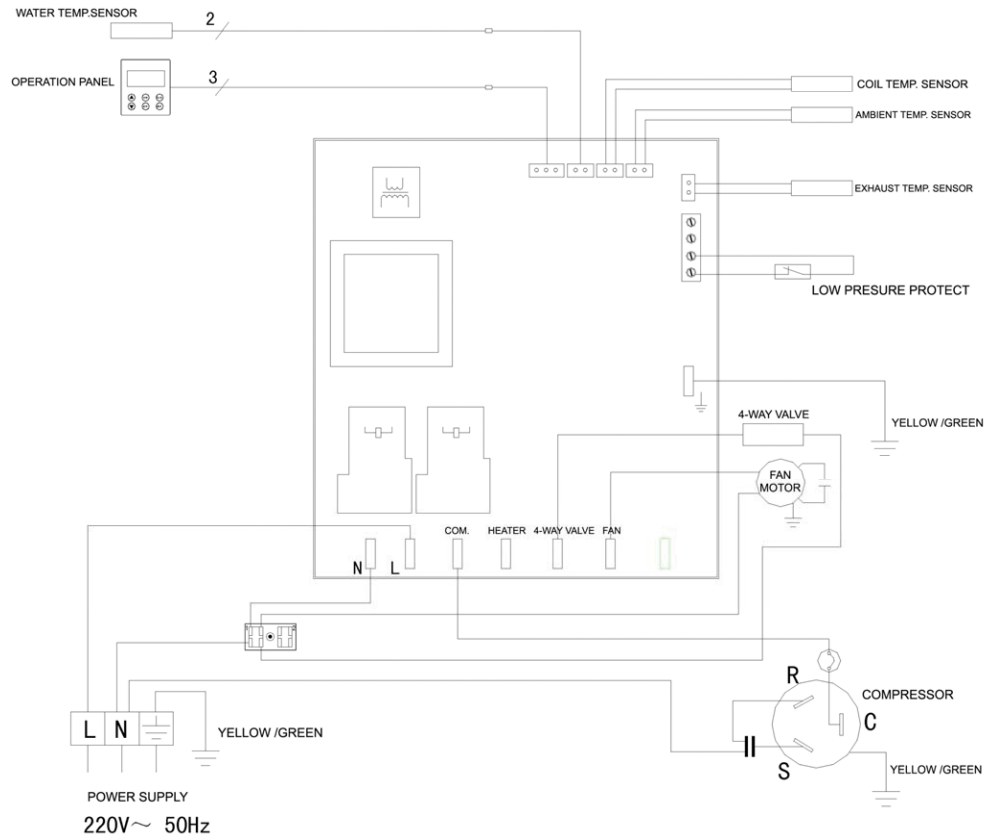 WATER TEMP.SENSOR
2
OPERATION PANEL
3
COIL TEMP. SENSOR
AMBIENT TEMP. SENSOR
EXHAUST TEMP. SENSOR
LOW PRESURE PROTECT
YELLOW /GREEN
4-WAY VALVE
FAN
MOTOR
COM.
HEATER
4-WAY VALVE
FAN
N
L
R
COMPRESSOR
C
S
L
N
YELLOW /GREEN
YELLOW /GREEN
POWER SUPPLY
220V~ 50Hz